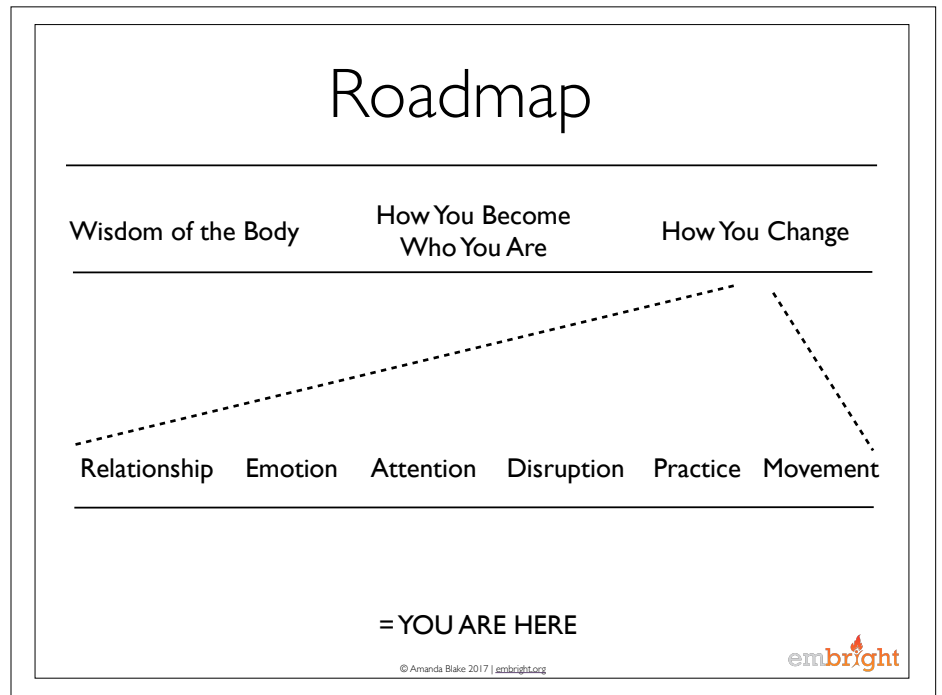 Roadmap
Wisdom of the Body
How You Become
Who You Are
How You Change
Relationship Emotion Attention Disruption Practice Movement
= YOU ARE HERE
© Amanda Blake 2017 | embright.org
embright